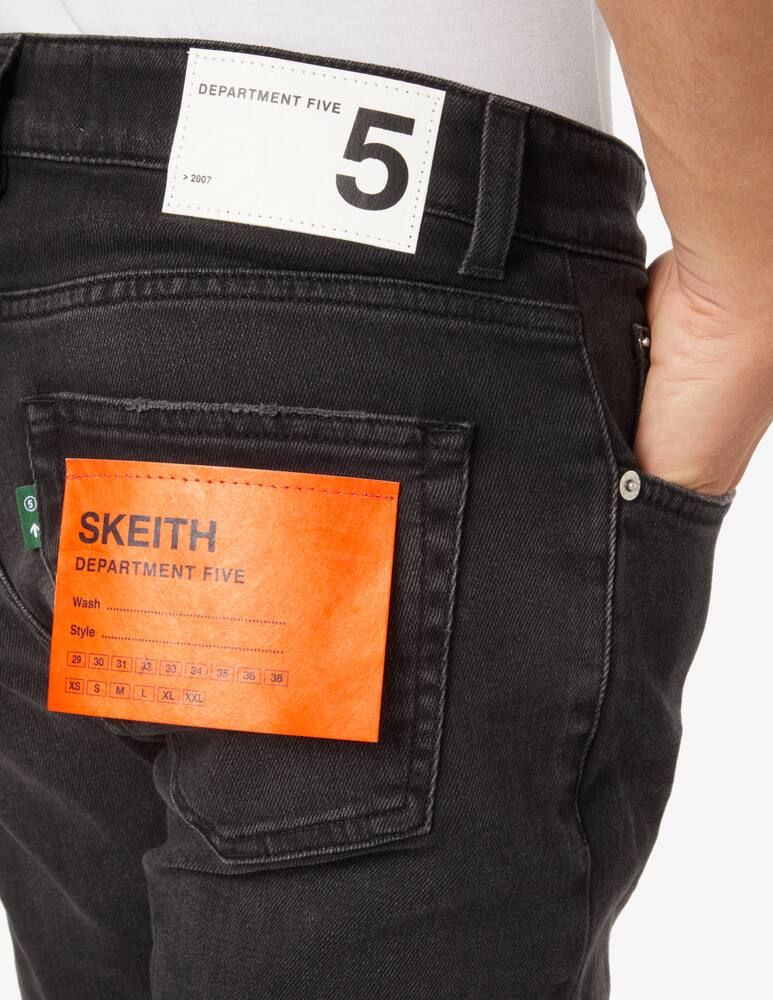 DEPARTMENT FIVE
5
> 2007
5
SKEITH
DEPARTMENT FIVE
Wash
Style
29 30 31 32 33 34 35 36 38
XS S M L XL XXL